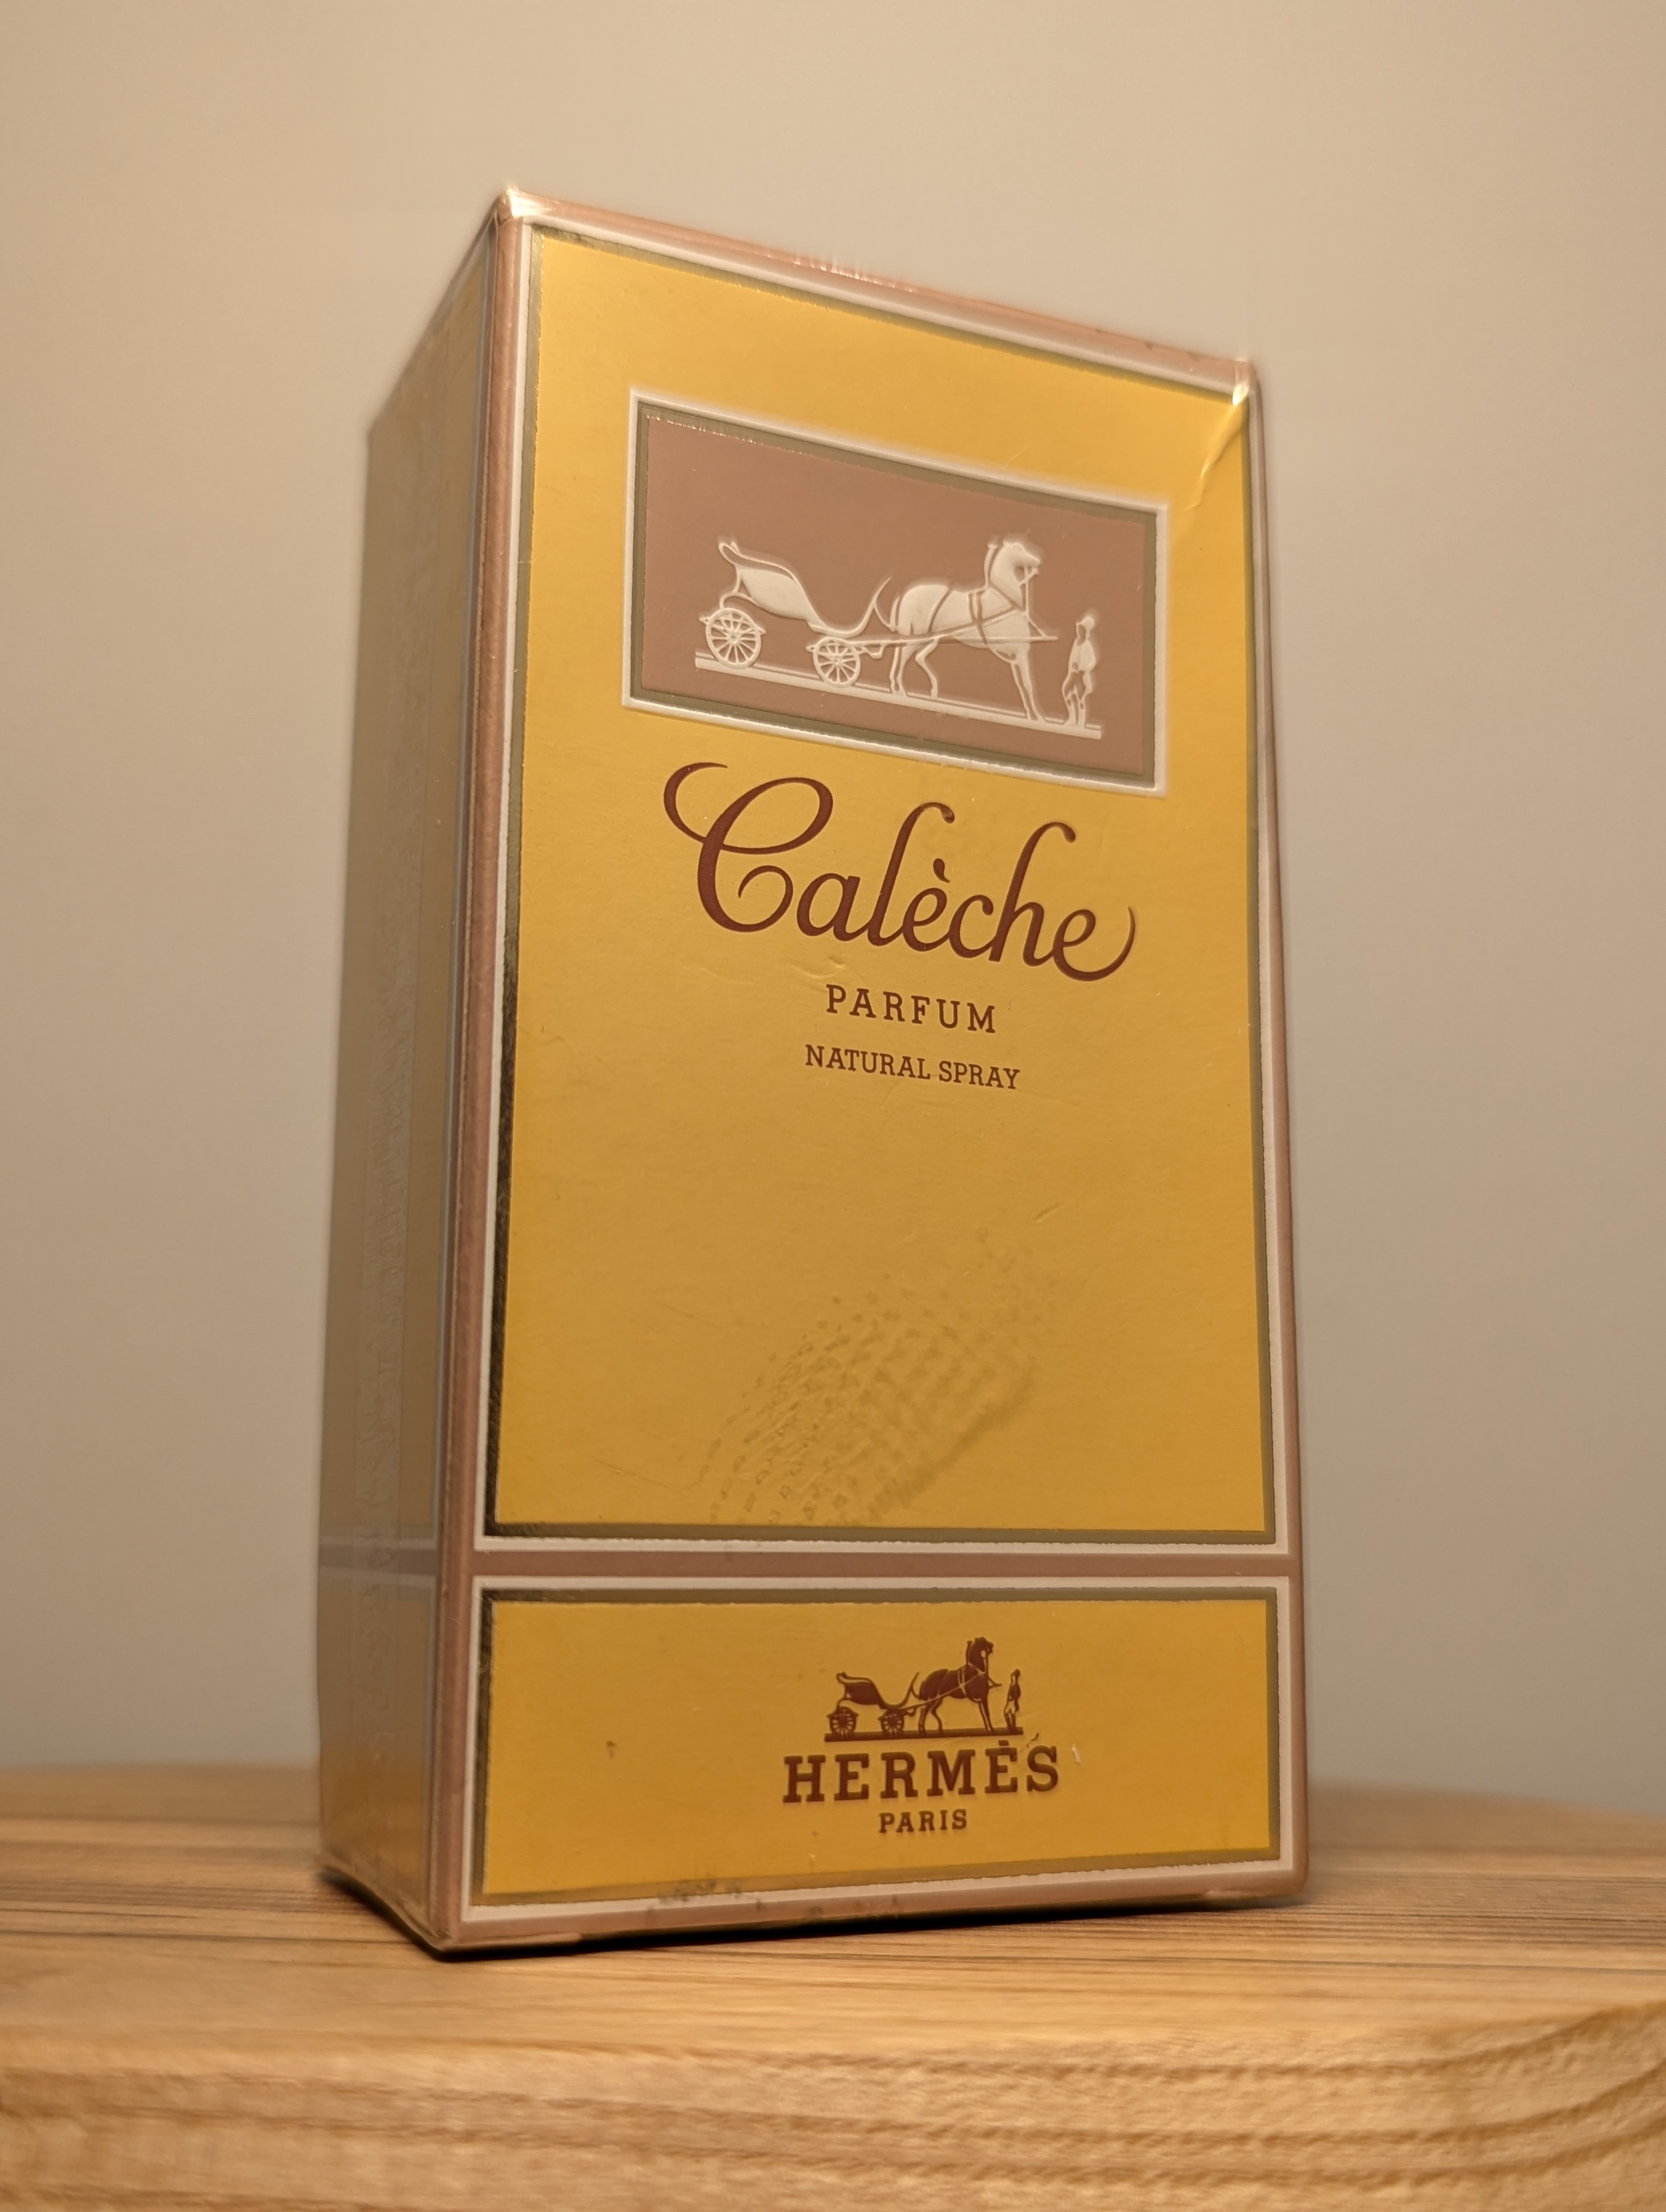 Calèche
PARFUM
NATURAL SPRAY
HERMÈS
PARIS